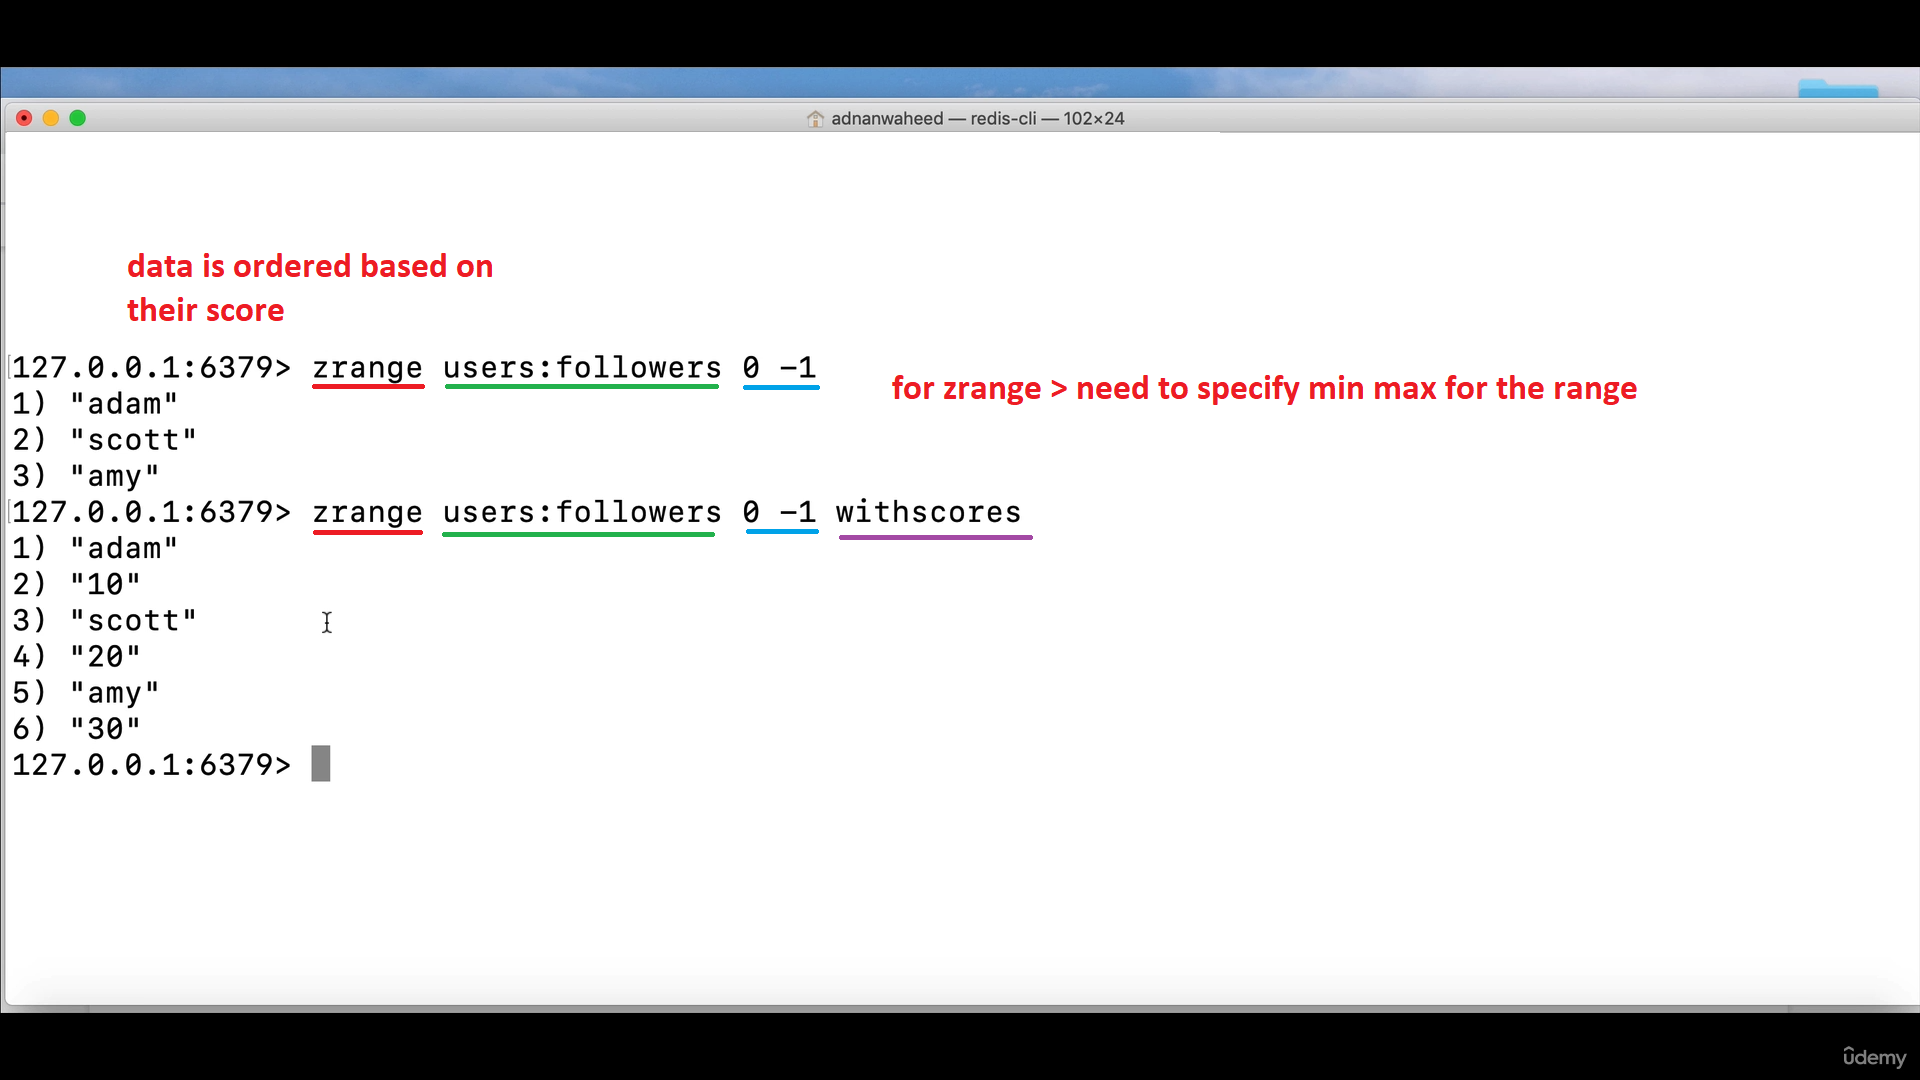 adnanwaheed — redis-cli — 102×24
data is ordered based on
their score
127.0.0.1:6379> zrange users:followers 0 -1
for zrange > need to specify min max for the range
1) "adam"
2) "scott"
3) "amy"
127.0.0.1:6379> zrange users:followers 0 -1 withscores
1) "adam"
2) "10"
3) "scott"
4) "20"
5) "amy"
6) "30"
127.0.0.1:6379>
ûdemy